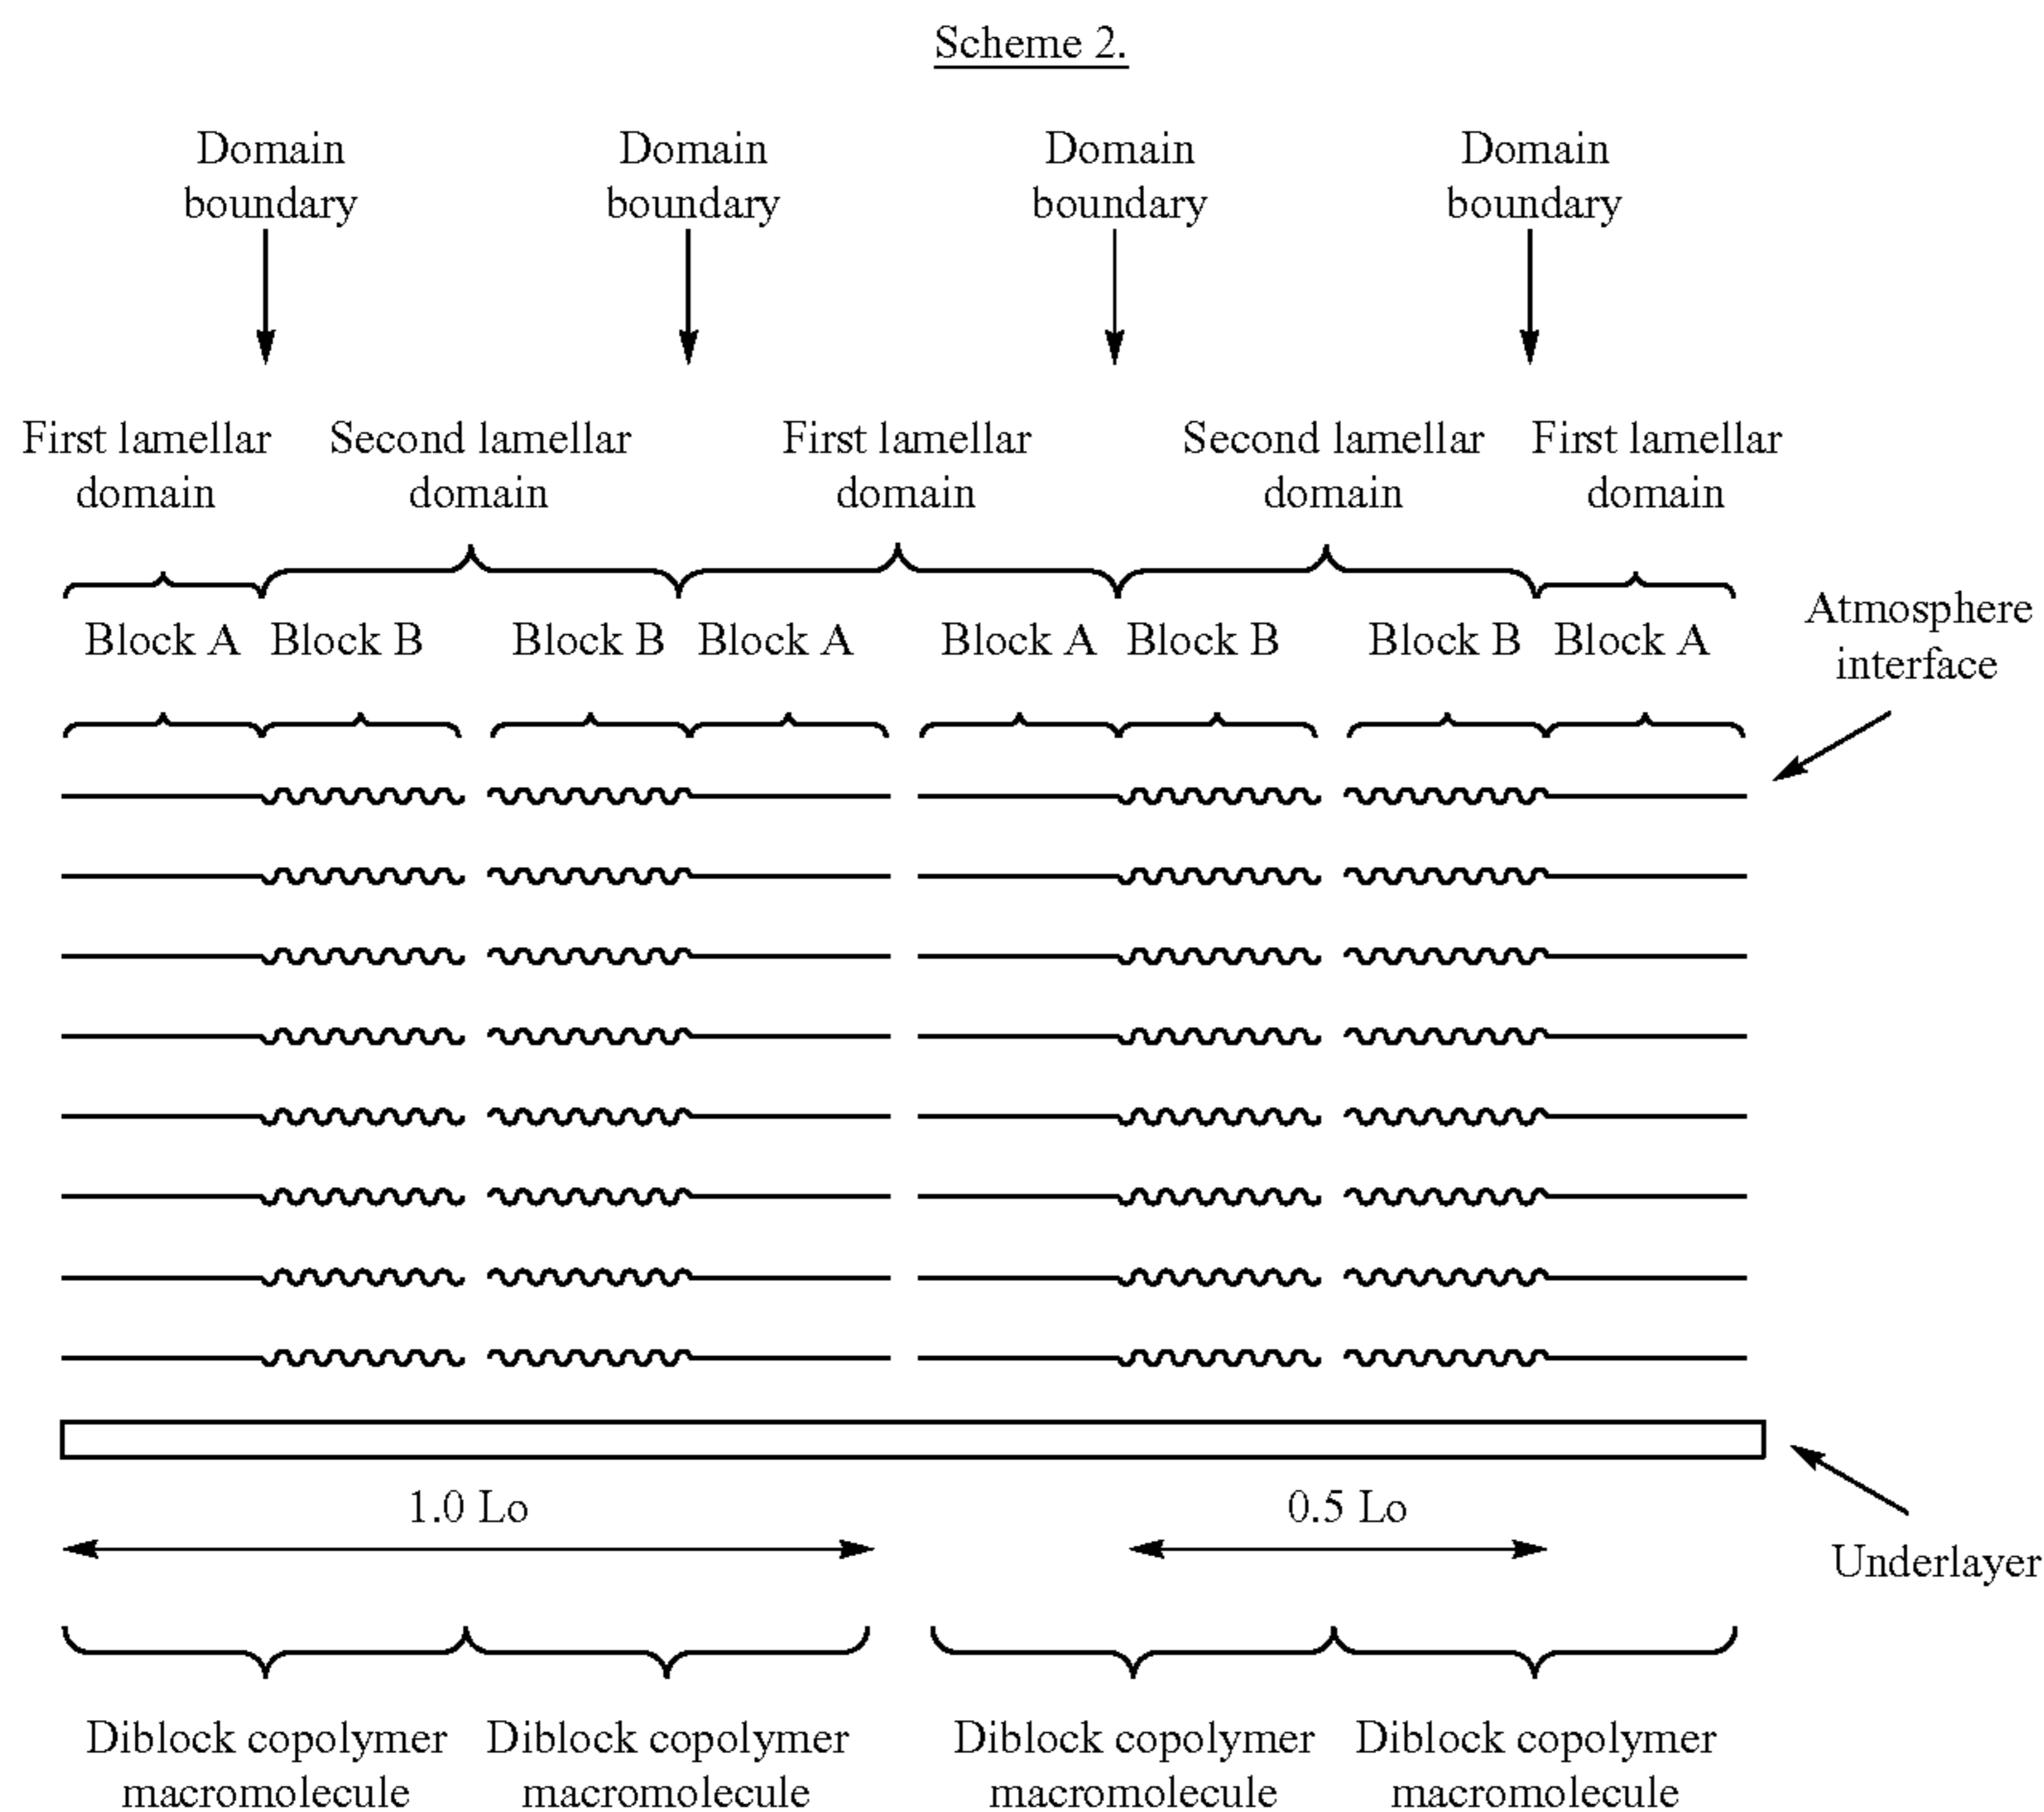 Scheme 2.
Domain boundary Domain boundary Domain boundary Domain boundary
First lamellar domain Second lamellar domain First lamellar domain Second lamellar domain First lamellar domain
Block A Block B Block B Block A Block A Block B Block B Block A
Atmosphere
interface
1.0 Lo 0.5 Lo
Underlayer
Diblock copolymer macromolecule Diblock copolymer macromolecule Diblock copolymer macromolecule Diblock copolymer macromolecule